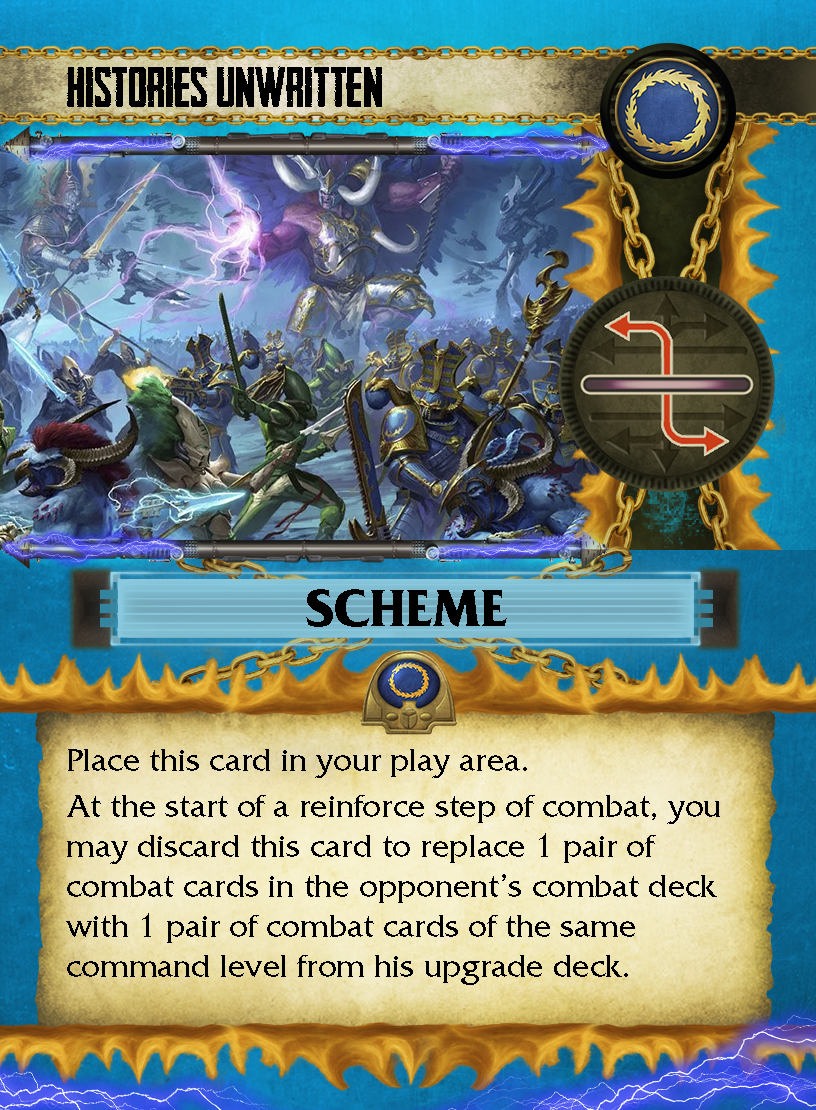 HISTORIES UNWRITTEN
SCHEME
Place this card in your play area.
At the start of a reinforce step of combat, you
may discard this card to replace 1 pair of
combat cards in the opponent's combat deck
with 1 pair of combat cards of the same
command level from his upgrade deck.